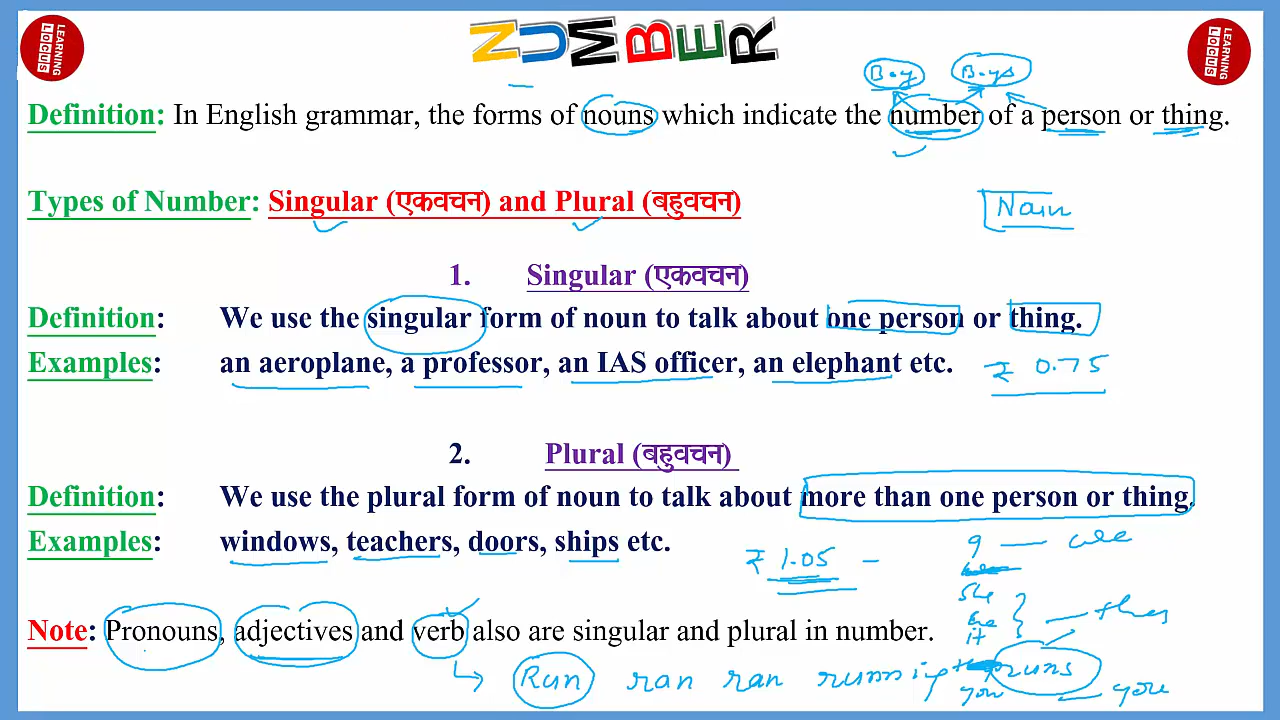 LEARNING LOCUS
NUMBER
LEARNING LOCUS
Boy Boys
Definition: In English grammar, the forms of nouns which indicate the number of a person or thing.
Types of Number: Singular (एकवचन) and Plural (बहुवचन)
Noun
1. Singular (एकवचन)
Definition: We use the singular form of noun to talk about one person or thing.
Examples: an aeroplane, a professor, an IAS officer, an elephant etc.
₹ 0.75
2. Plural (बहुवचन)
Definition: We use the plural form of noun to talk about more than one person or thing.
Examples: windows, teachers, doors, ships etc.
₹ 1.05
we
she
he
it
they
Note: Pronouns, adjectives and verb also are singular and plural in number.
Run ran ran running runs
you you